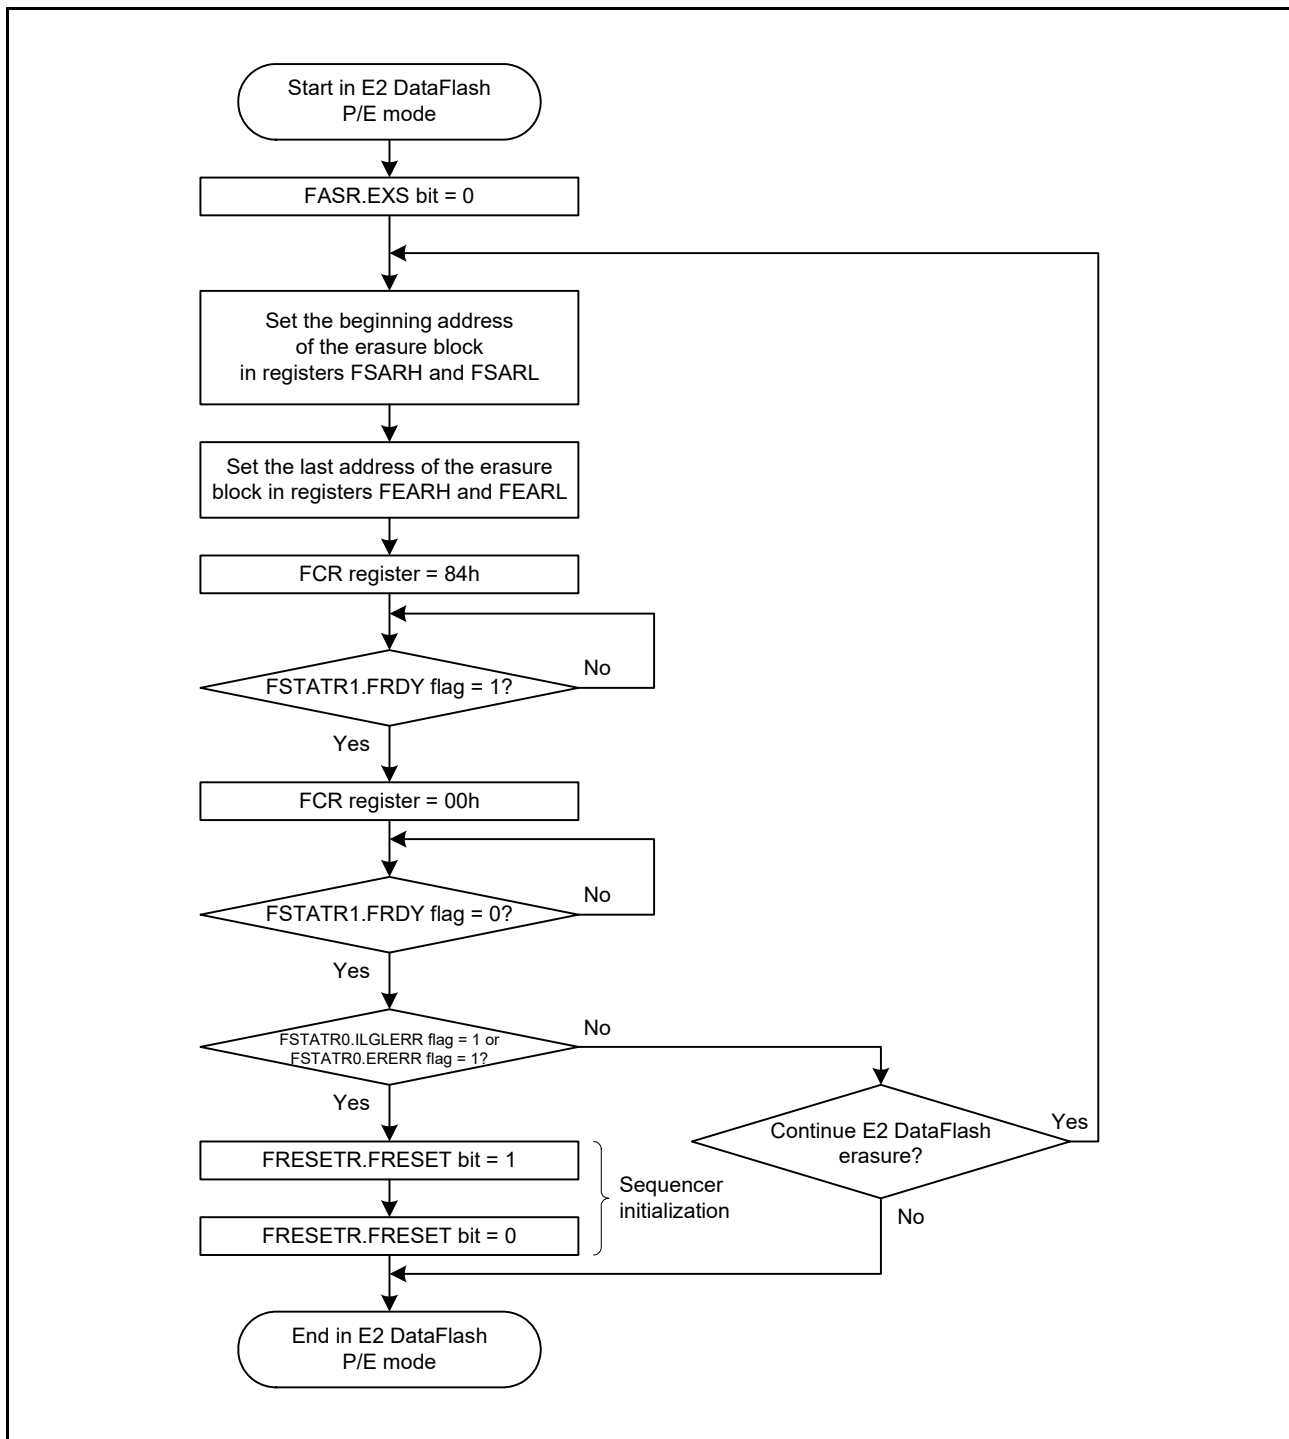 Start in E2 DataFlash
P/E mode
FASR.EXS bit = 0
Set the beginning address
of the erasure block
in registers FSARH and FSARL
Set the last address of the erasure
block in registers FEARH and FEARL
FCR register = 84h
No
FSTATR1.FRDY flag = 1?
Yes
FCR register = 00h
No
FSTATR1.FRDY flag = 0?
Yes
No
FSTATR0.ILGLERR flag = 1 or
FSTATR0.ERERR flag = 1?
Yes
Yes
Continue E2 DataFlash
erasure?
No
FRESETR.FRESET bit = 1
Sequencer
initialization
FRESETR.FRESET bit = 0
End in E2 DataFlash
P/E mode